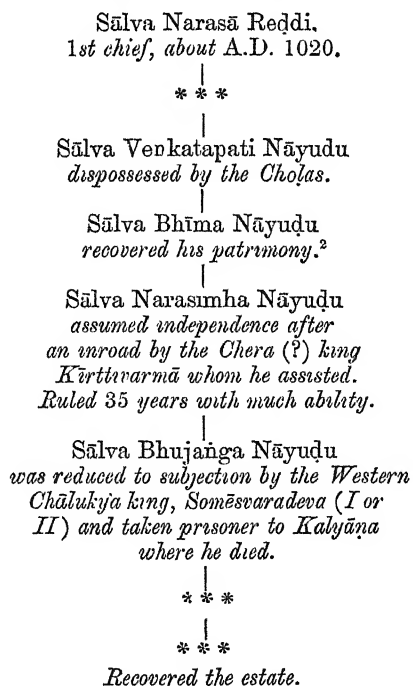 Sālva Narasā Reḍḍi.
1st chief, about A.D. 1020.
* * *
Sālva Venkatapati Nāyudu
dispossessed by the Choḷas.
Sālva Bhīma Nāyuḍu
recovered his patrimony.²
Sālva Narasimha Nāyuḍu
assumed independence after
an inroad by the Chera (?) king
Kīrttivarmā whom he assisted.
Ruled 35 years with much ability.
Sālva Bhujaṅga Nāyuḍu
was reduced to subjection by the Western
Chālukya king, Somēsvaradeva (I or
II) and taken prisoner to Kalyāṇa
where he died.
* * *
* * *
Recovered the estate.